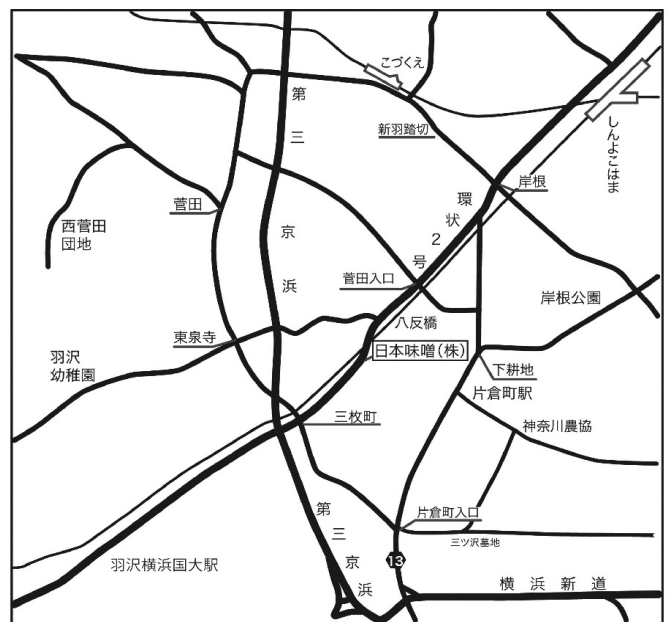 こづくえ
第三京浜
新羽踏切
しんよこはま
岸根
環状2号
菅田
西菅田
団地
菅田入口
岸根公園
八反橋
東泉寺
日本味噌(株)
羽沢
幼稚園
下耕地
片倉町駅
三枚町
神奈川農協
第三京浜
片倉町入口
三ツ沢墓地
13
羽沢横浜国大駅
横浜新道